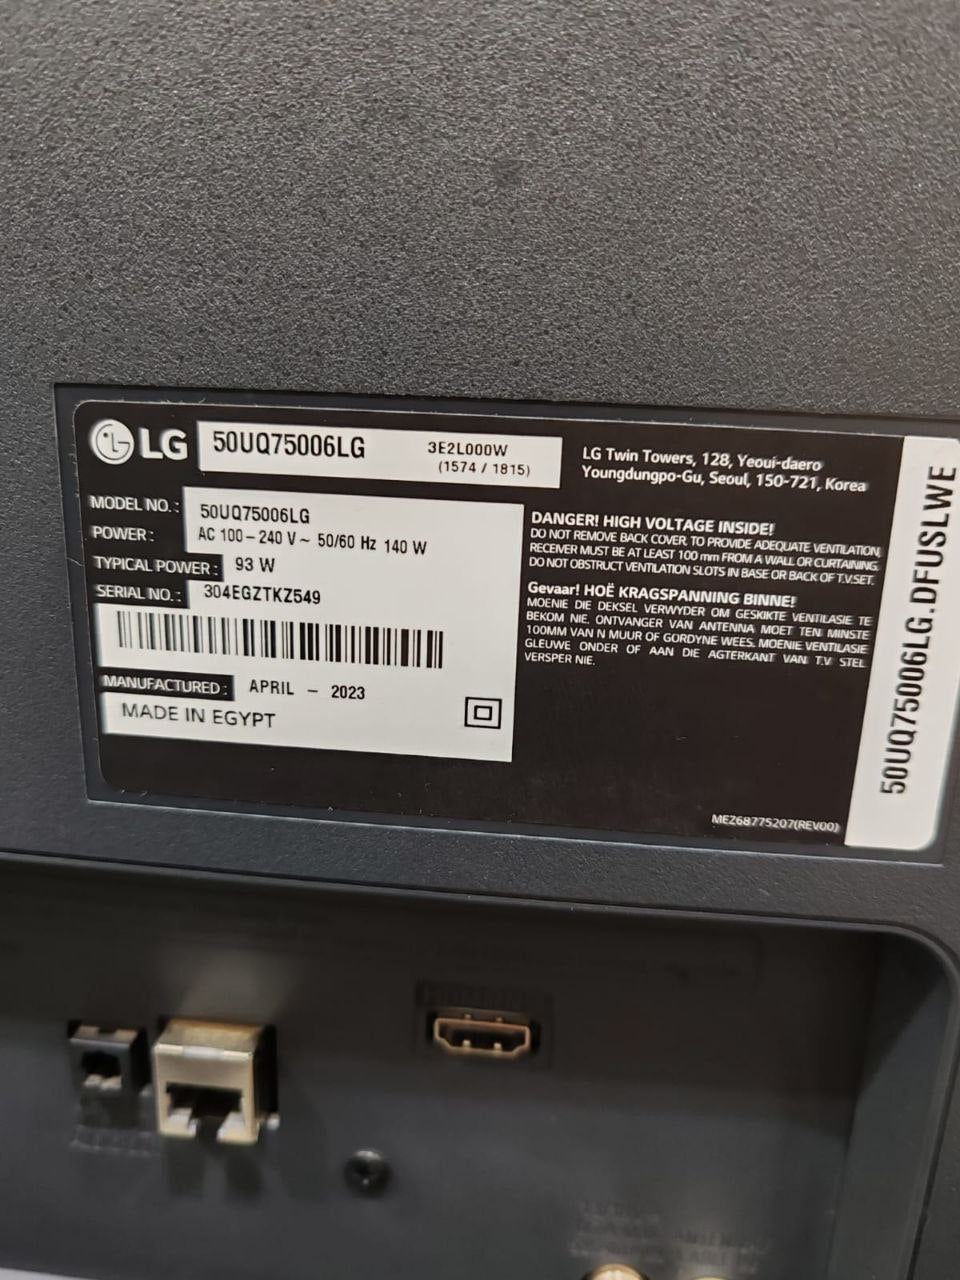 LG
50UQ75006LG
3E2L000W
(1574 / 1815)
LG Twin Towers, 128, Yeoui-daero
Youngdungpo-Gu, Seoul, 150-721, Korea
MODEL NO. : 50UQ75006LG
POWER : AC 100-240 V ~ 50/60 Hz 140 W
TYPICAL POWER : 93 W
SERIAL NO. : 304EGZTKZ549
MANUFACTURED : APRIL - 2023
MADE IN EGYPT
DANGER! HIGH VOLTAGE INSIDE!
DO NOT REMOVE BACK COVER. TO PROVIDE ADEQUATE VENTILATION,
RECEIVER MUST BE AT LEAST 100 mm FROM A WALL OR CURTAINING.
DO NOT OBSTRUCT VENTILATION SLOTS IN BASE OR BACK OF T.V.SET.
Gevaar! HOË KRAGSPANNING BINNE!
MOENIE DIE DEKSEL VERWYDER OM GESKIKTE VENTILASIE TE
BEKOM NIE. ONTVANGER VAN ANTENNA MOET TEN MINSTE
100MM VAN N MUUR OF GORDYNE WEES. MOENIE VENTILASIE
GLEUWE ONDER OF AAN DIE AGTERKANT VAN T.V STEL
VERSPER NIE.
MEZ68775207(REV00)
50UQ75006LG.DFUSLWE